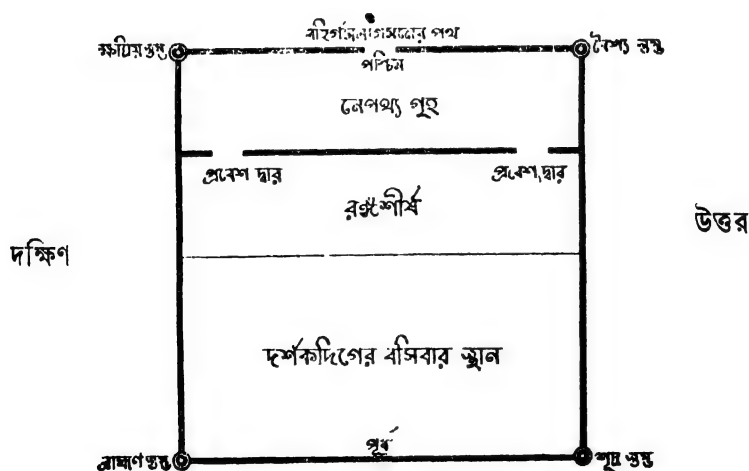 বহির্গমনাগমনের পথ
ক্ষত্রিয় স্তম্ভ
বৈশ্য স্তম্ভ
পশ্চিম
নেপথ্য গৃহ
প্রবেশ দ্বার
প্রবেশ দ্বার
রঙ্গশীর্ষ
উত্তর
দক্ষিণ
দর্শকদিগের বসিবার স্থান
পূর্ব্ব
ব্রাহ্মণ স্তম্ভ
শূদ্র স্তম্ভ